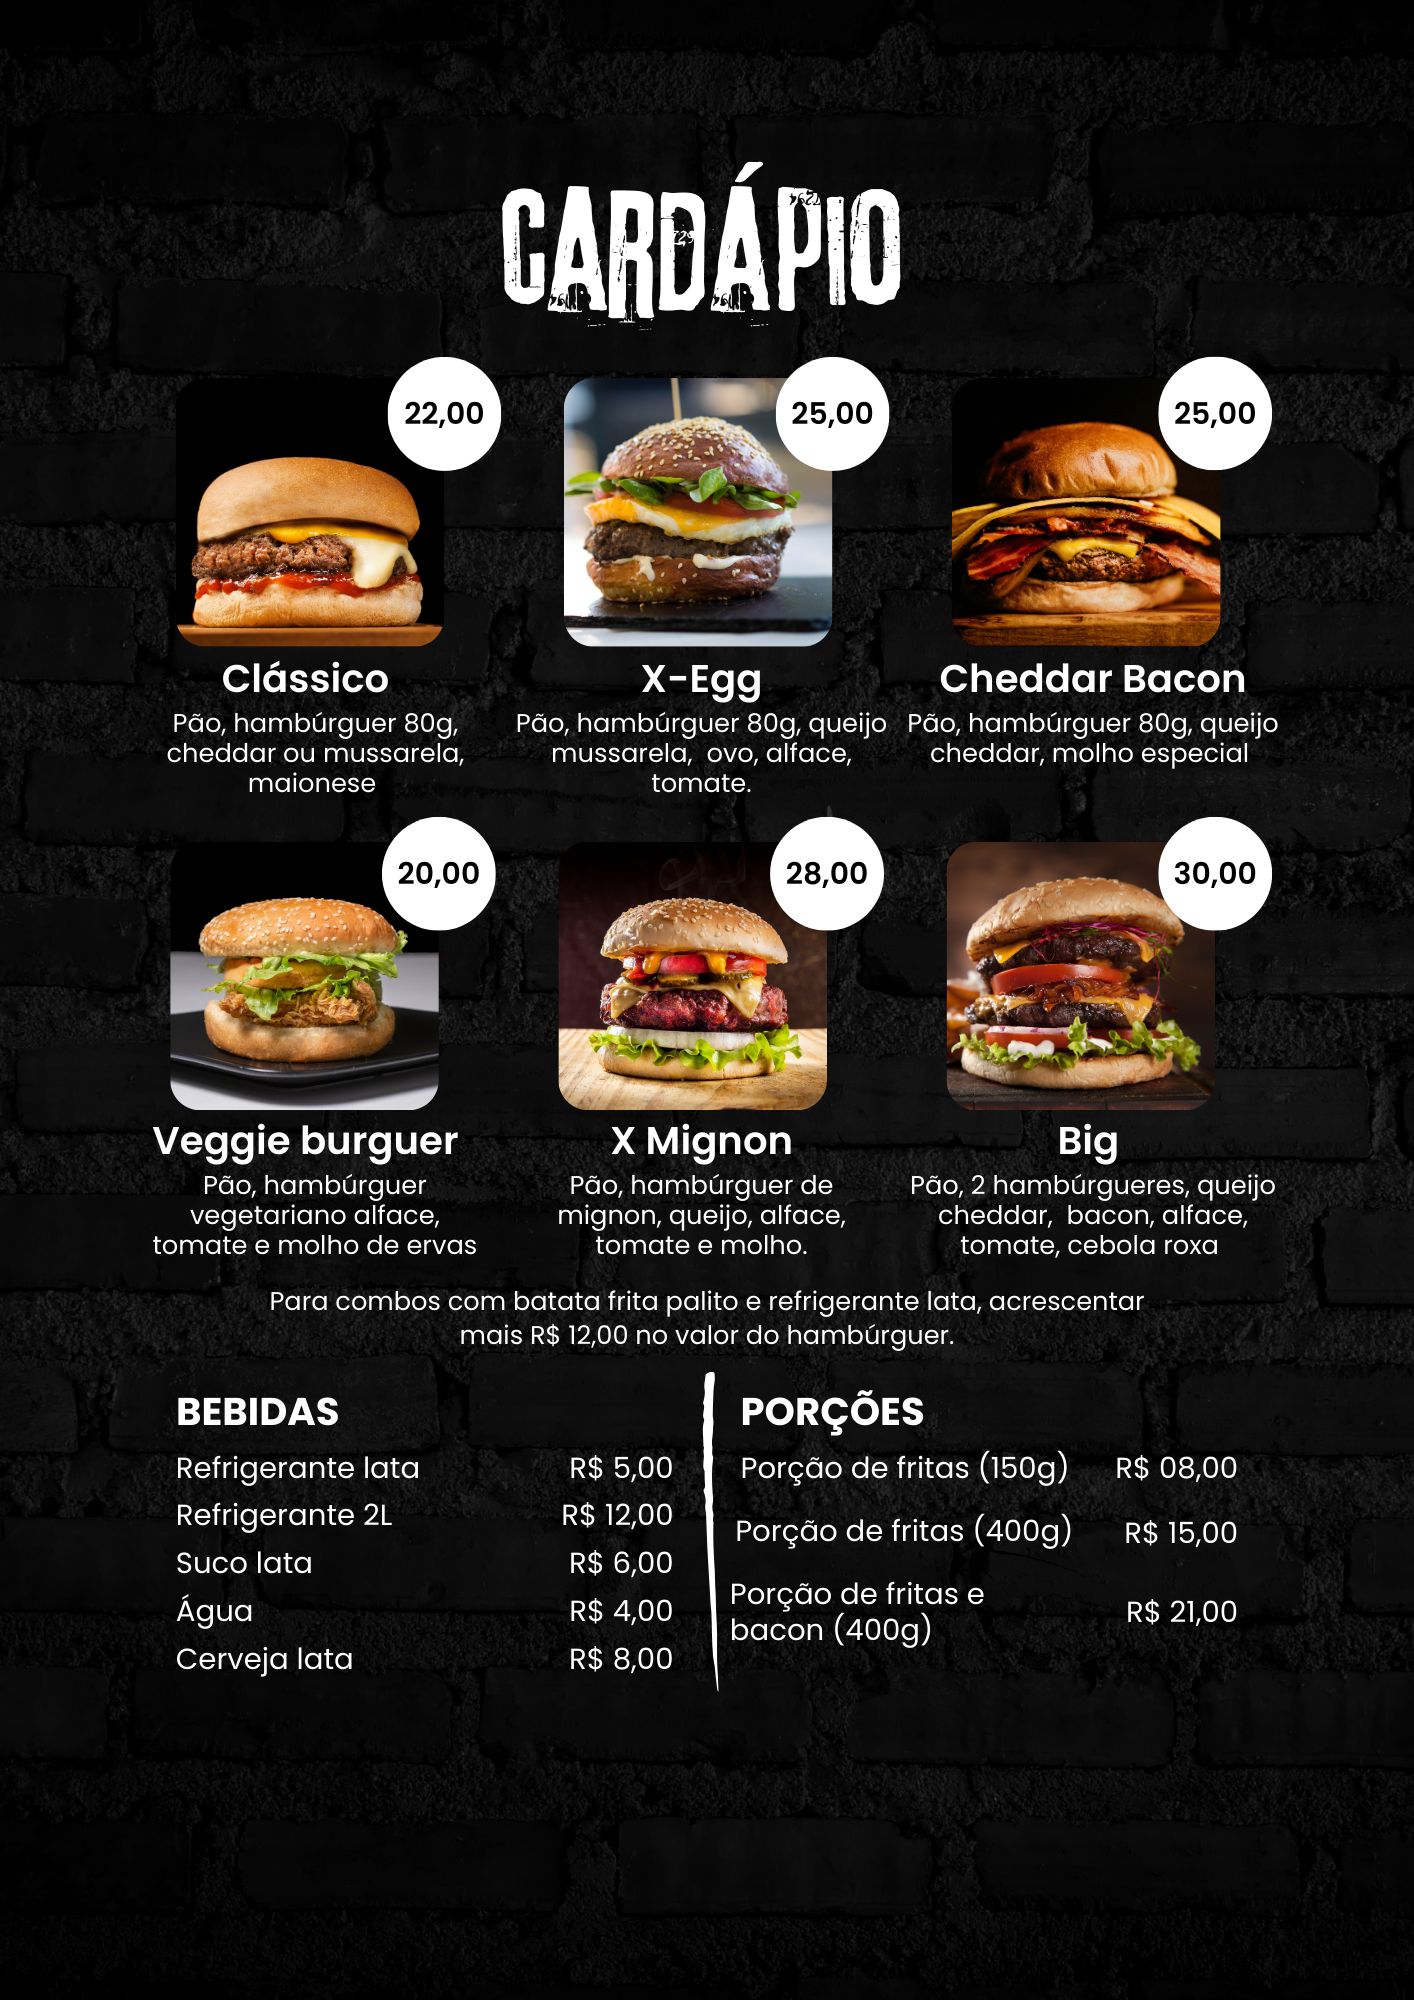 CARDÁPIO
22,00
25,00
25,00
Clássico
Pão, hambúrguer 80g,
cheddar ou mussarela,
maionese
X-Egg
Pão, hambúrguer 80g, queijo
mussarela,  ovo, alface,
tomate.
Cheddar Bacon
Pão, hambúrguer 80g, queijo
cheddar, molho especial
20,00
28,00
30,00
Veggie burguer
Pão, hambúrguer
vegetariano alface,
tomate e molho de ervas
X Mignon
Pão, hambúrguer de
mignon, queijo, alface,
tomate e molho.
Big
Pão, 2 hambúrgueres, queijo
cheddar,  bacon, alface,
tomate, cebola roxa
Para combos com batata frita palito e refrigerante lata, acrescentar
mais R$ 12,00 no valor do hambúrguer.
BEBIDAS
Refrigerante lata R$ 5,00
Refrigerante 2L R$ 12,00
Suco lata R$ 6,00
Água R$ 4,00
Cerveja lata R$ 8,00
PORÇÕES
Porção de fritas (150g) R$ 08,00
Porção de fritas (400g) R$ 15,00
Porção de fritas e
bacon (400g) R$ 21,00